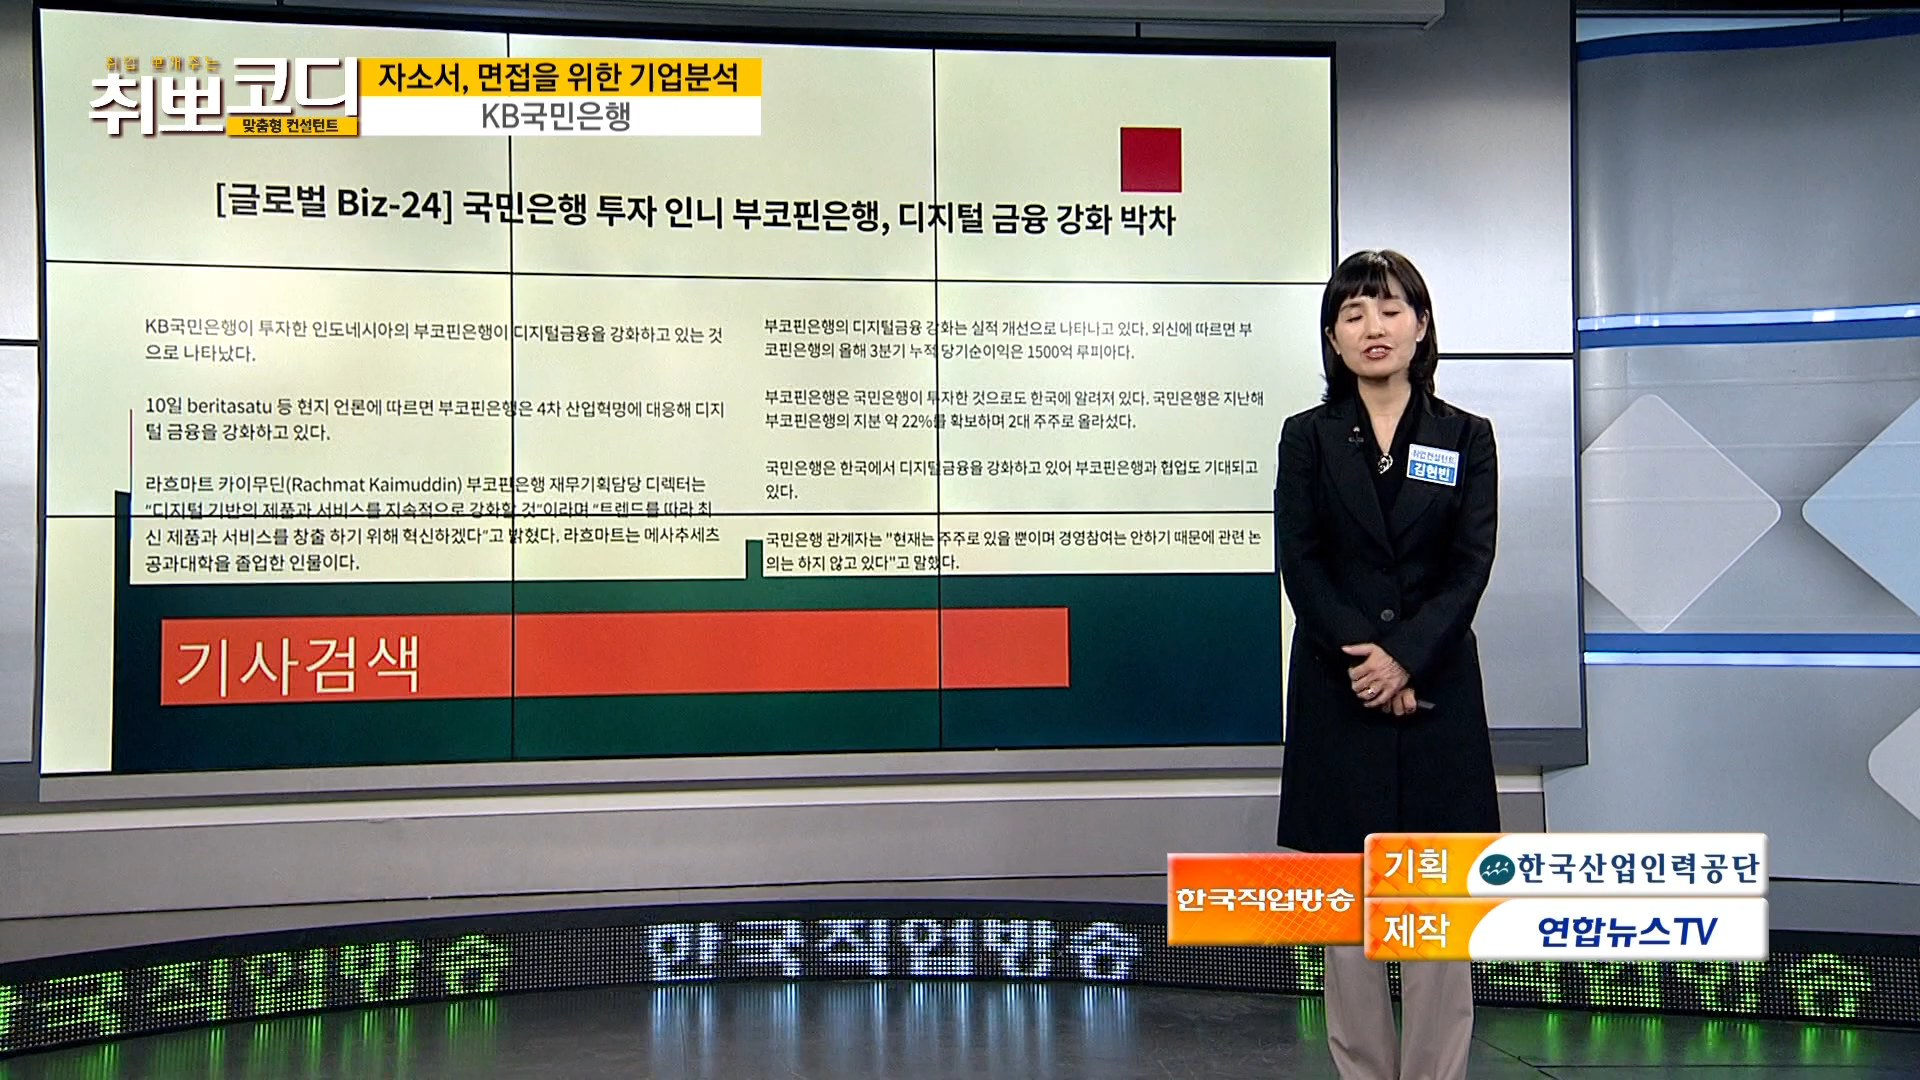 취업 뽀개주는
취뽀코디
맞춤형 컨설턴트
자소서, 면접을 위한 기업분석
KB국민은행
[글로벌 Biz-24] 국민은행 투자 인니 부코핀은행, 디지털 금융 강화 박차
KB국민은행이 투자한 인도네시아의 부코핀은행이 디지털금융을 강화하고 있는 것
으로 나타났다.
10일 beritasatu 등 현지 언론에 따르면 부코핀은행은 4차 산업혁명에 대응해 디지
털 금융을 강화하고 있다.
라흐마트 카이무딘(Rachmat Kaimuddin) 부코핀은행 재무기획담당 디렉터는
“디지털 기반의 제품과 서비스를 지속적으로 강화할 것“이라며 “트렌드를 따라 최
신 제품과 서비스를 창출 하기 위해 혁신하겠다”고 밝혔다. 라흐마트는 메사추세츠
공과대학을 졸업한 인물이다.
부코핀은행의 디지털금융 강화는 실적 개선으로 나타나고 있다. 외신에 따르면 부
코핀은행의 올해 3분기 누적 당기순이익은 1500억 루피아다.
부코핀은행은 국민은행이 투자한 것으로도 한국에 알려져 있다. 국민은행은 지난해
부코핀은행의 지분 약 22%를 확보하며 2대 주주로 올라섰다.
국민은행은 한국에서 디지털금융을 강화하고 있어 부코핀은행과 협업도 기대되고
있다.
국민은행 관계자는 "현재는 주주로 있을 뿐이며 경영참여는 안하기 때문에 관련 논
의는 하지 않고 있다"고 말했다.
기사검색
취업컨설턴트
김현빈
한국직업방송
기획 한국산업인력공단
제작 연합뉴스TV
한국직업방송
한국직업방송
한국직업방송